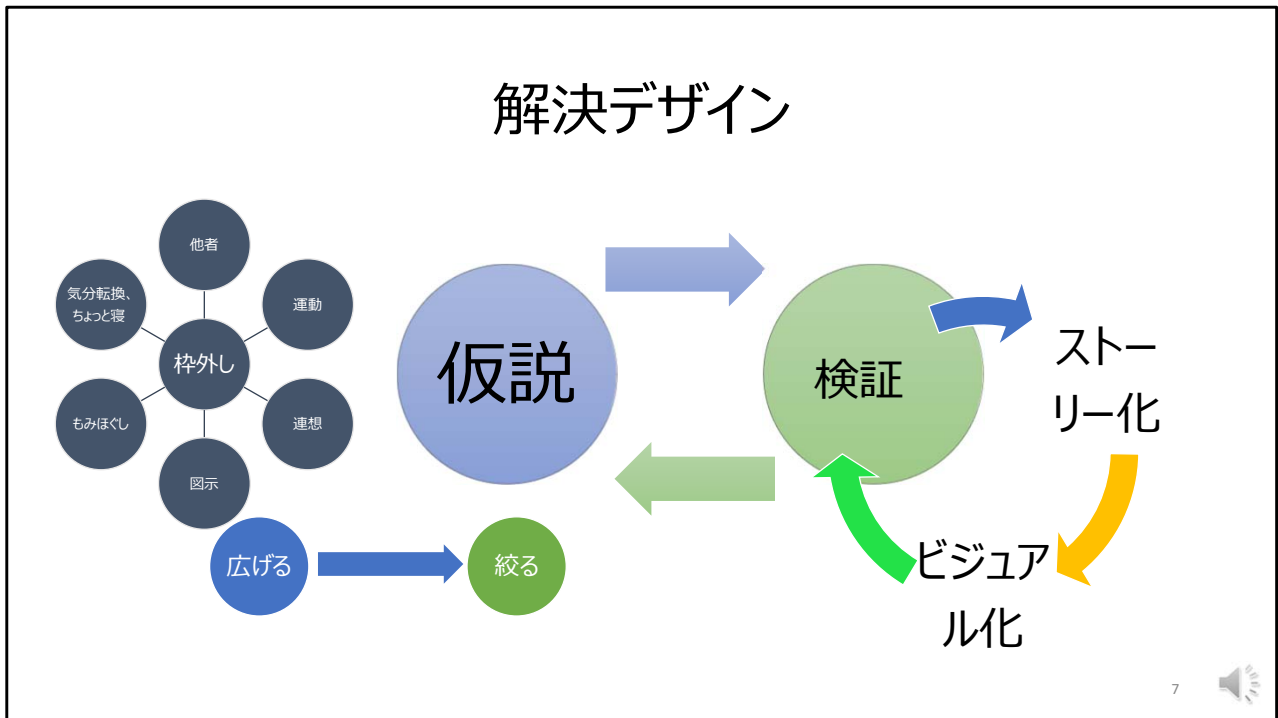 解決デザイン
他者
気分転換、
ちょっと寝
運動
枠外し
もみほぐし
連想
図示
広げる
絞る
仮説
検証
ストー
リー化
ビジュア
ル化
7